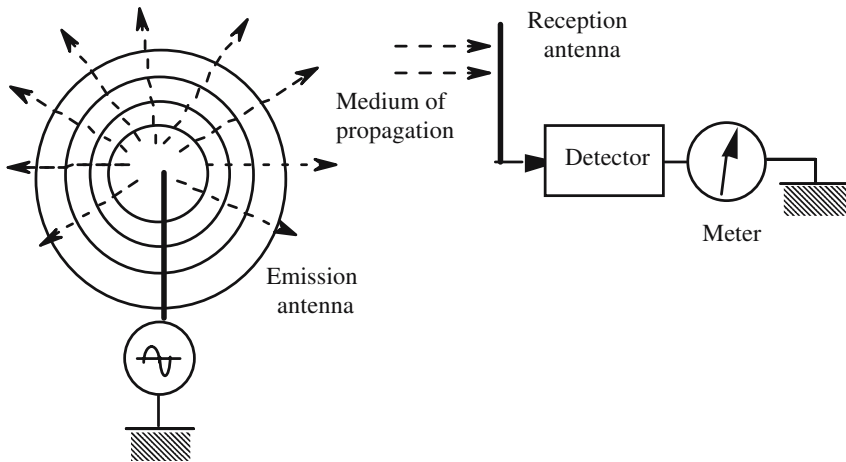 Reception
antenna
Medium of
propagation
Detector
Meter
Emission
antenna